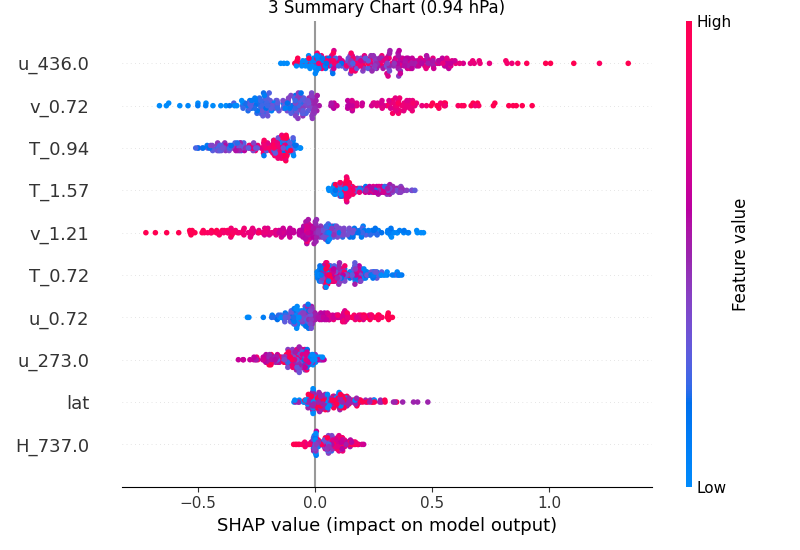 3 Summary Chart (0.94 hPa)
High
u_436.0
v_0.72
T_0.94
T_1.57
v_1.21
T_0.72
u_0.72
u_273.0
lat
H_737.0
Feature value
Low
−0.5 0.0 0.5 1.0
SHAP value (impact on model output)